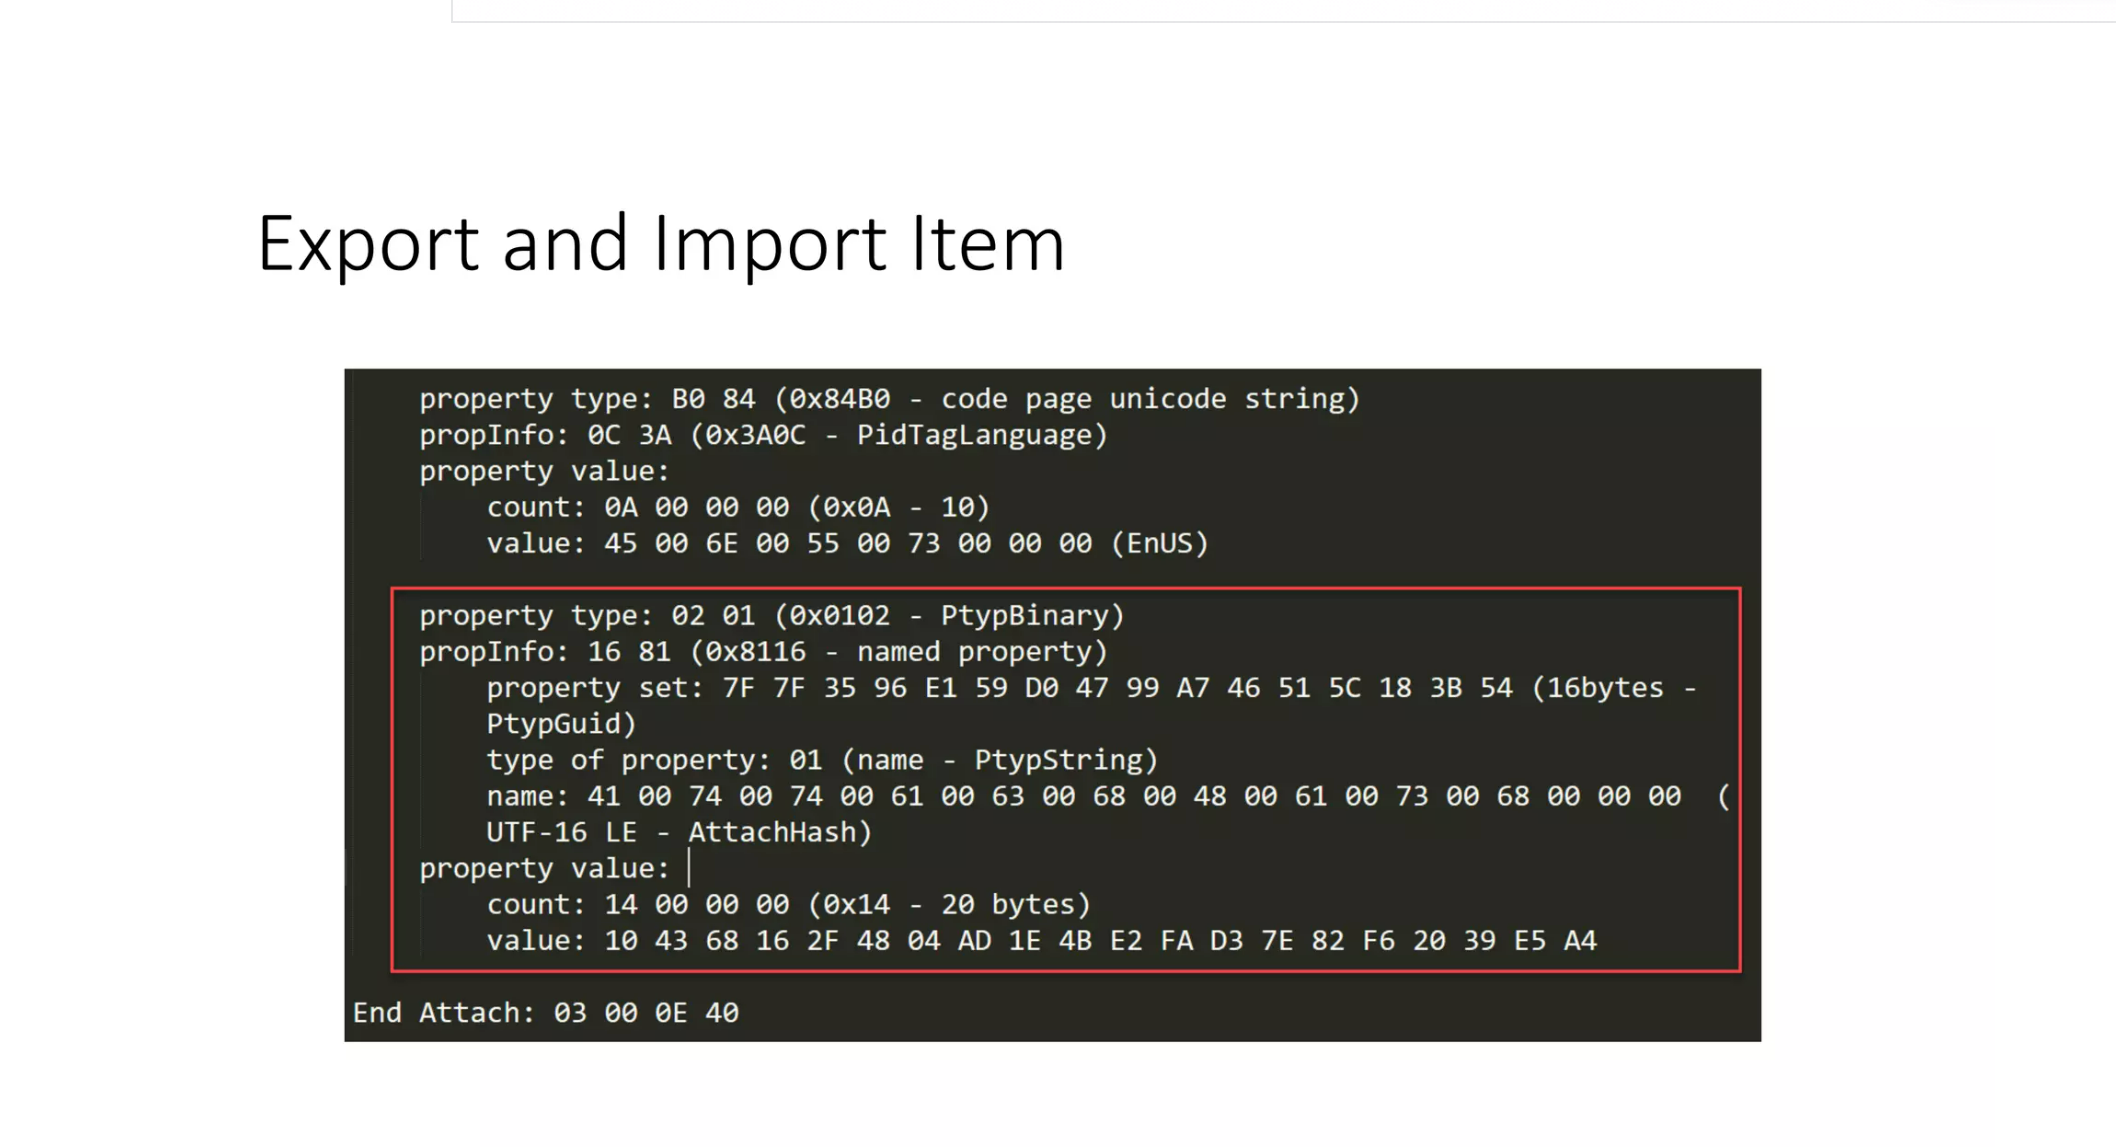 Export and Import Item
property type: B0 84 (0x84B0 - code page unicode string)
propInfo: 0C 3A (0x3A0C - PidTagLanguage)
property value:
count: 0A 00 00 00 (0x0A - 10)
value: 45 00 6E 00 55 00 73 00 00 00 (EnUS)
property type: 02 01 (0x0102 - PtypBinary)
propInfo: 16 81 (0x8116 - named property)
property set: 7F 7F 35 96 E1 59 D0 47 99 A7 46 51 5C 18 3B 54 (16bytes -
PtypGuid)
type of property: 01 (name - PtypString)
name: 41 00 74 00 74 00 61 00 63 00 68 00 48 00 61 00 73 00 68 00 00 00  (
UTF-16 LE - AttachHash)
property value:
count: 14 00 00 00 (0x14 - 20 bytes)
value: 10 43 68 16 2F 48 04 AD 1E 4B E2 FA D3 7E 82 F6 20 39 E5 A4
End Attach: 03 00 0E 40